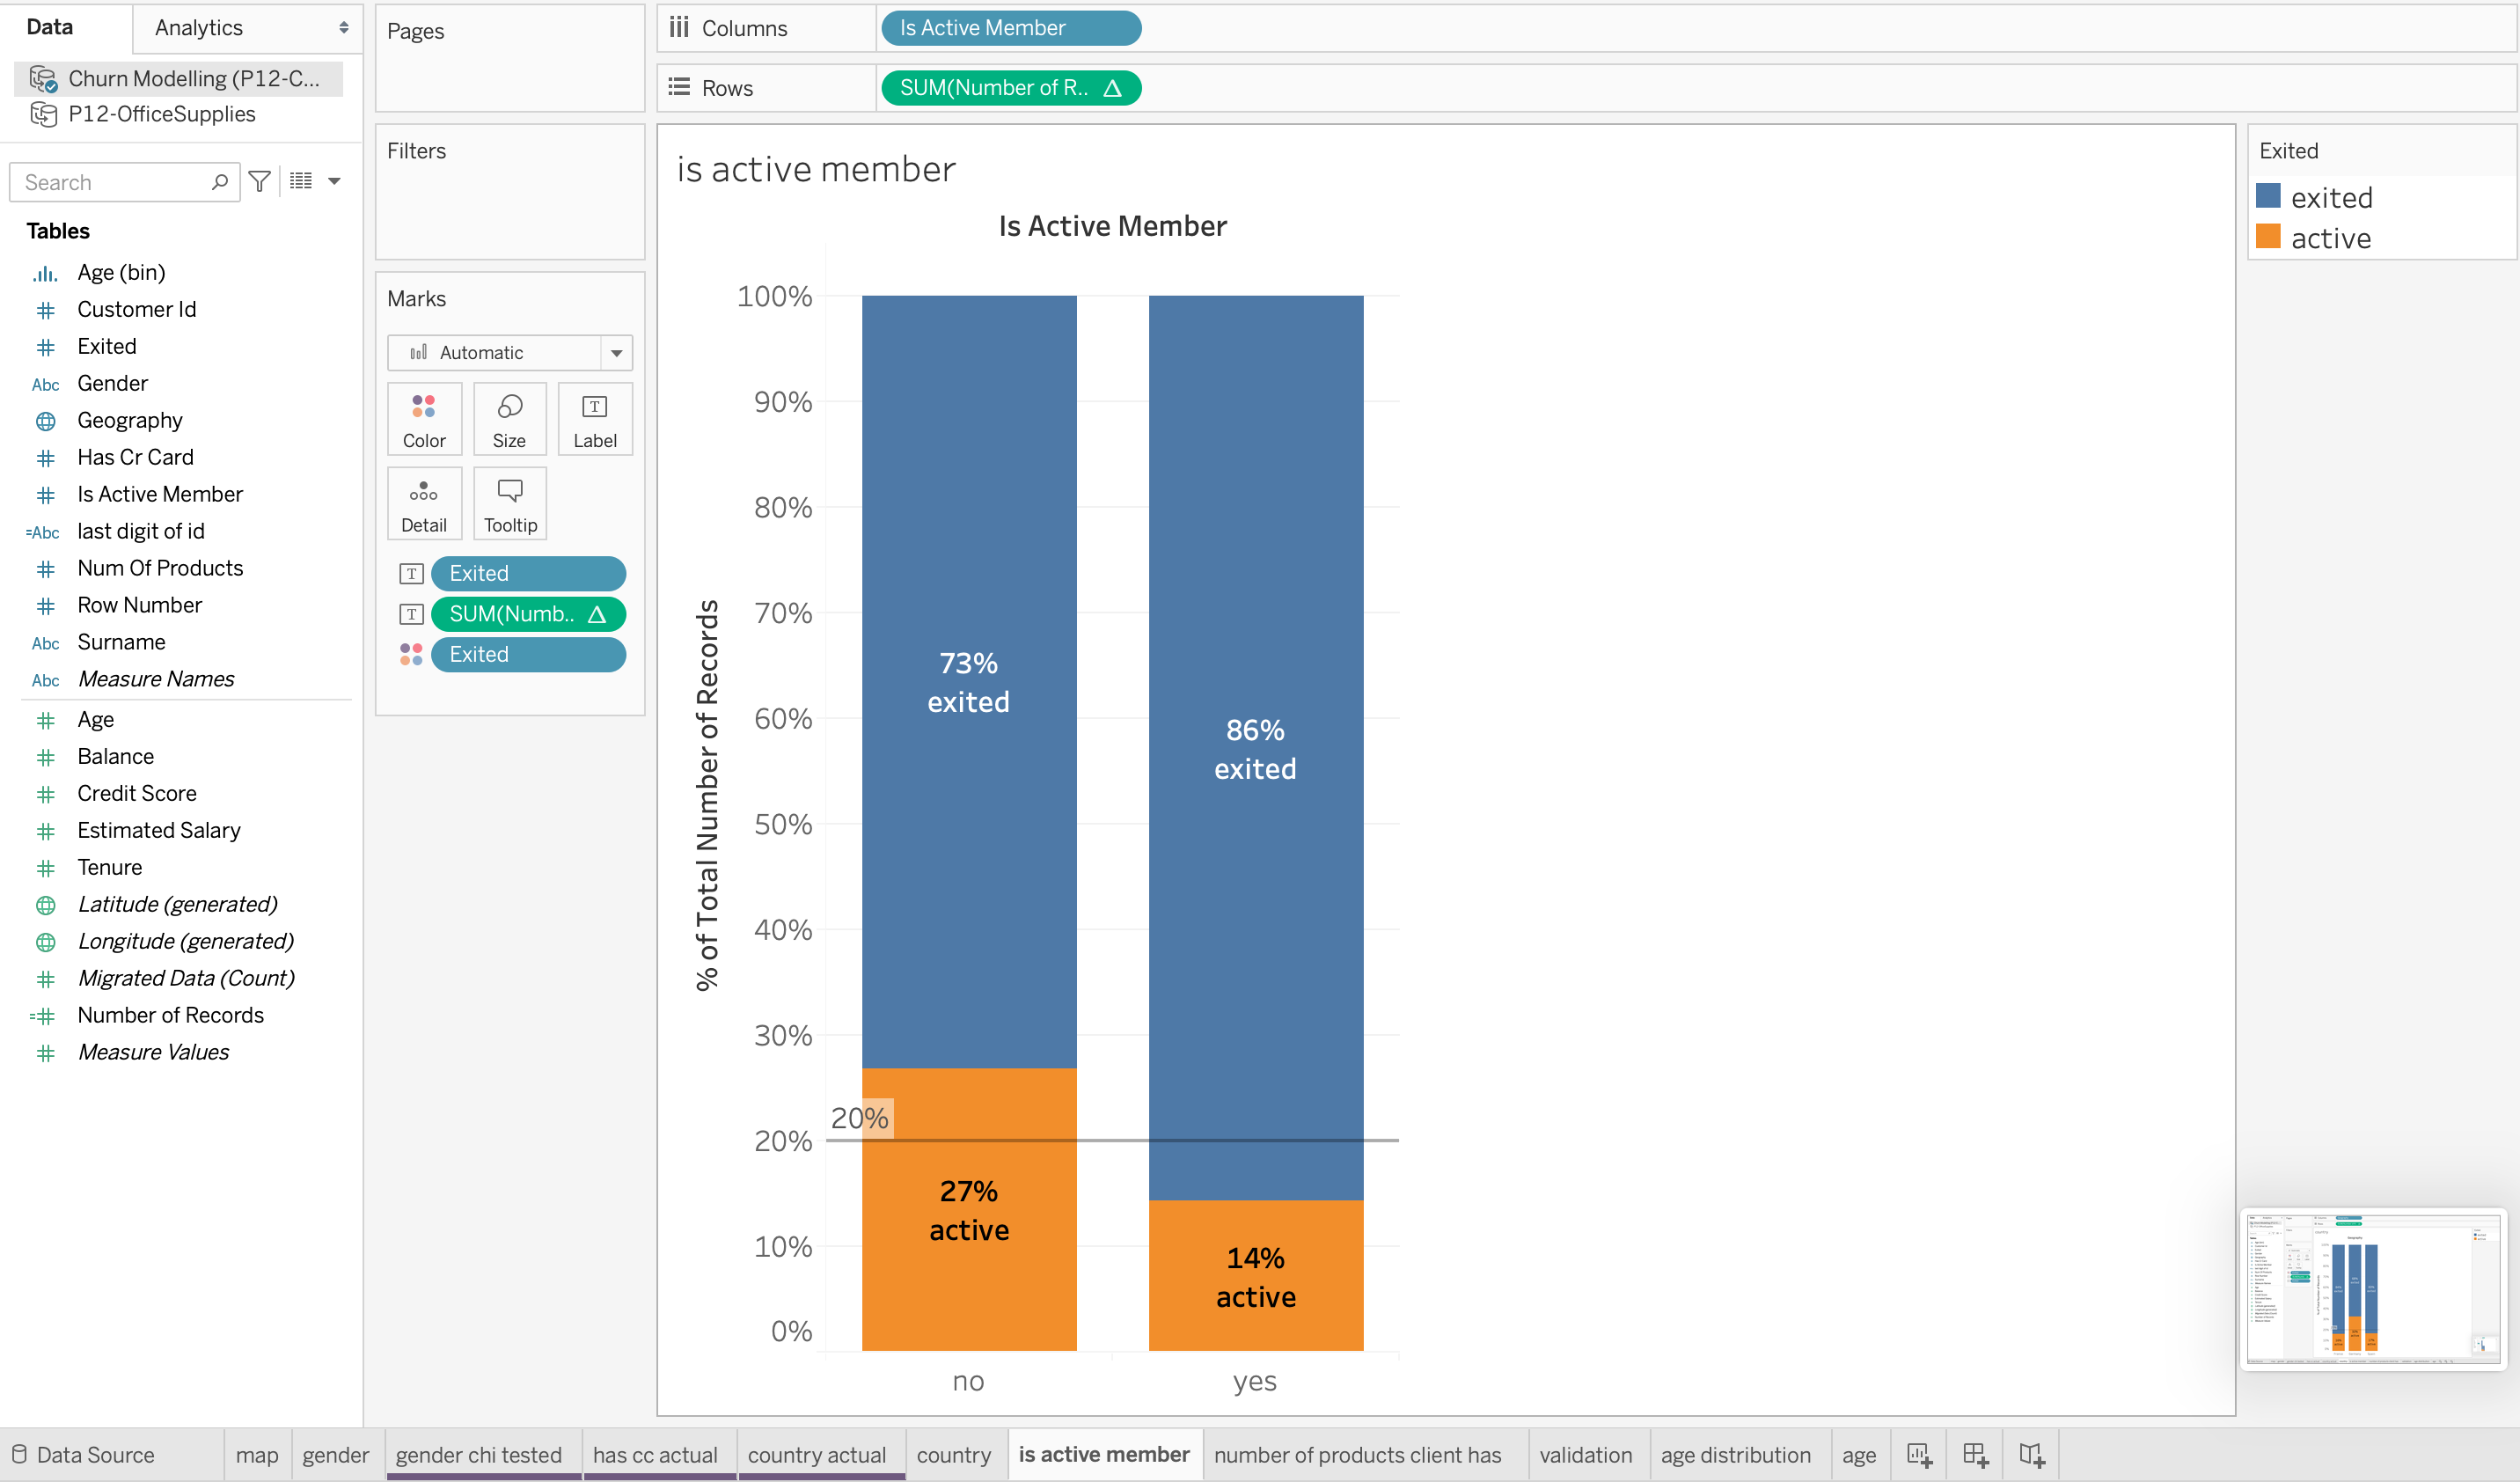 Data
Analytics
Churn Modelling (P12-C...
P12-OfficeSupplies
Search
Tables
Age (bin)
# Customer Id
# Exited
Abc Gender
Geography
# Has Cr Card
# Is Active Member
=Abc last digit of id
# Num Of Products
# Row Number
Abc Surname
Abc Measure Names
# Age
# Balance
# Credit Score
# Estimated Salary
# Tenure
Latitude (generated)
Longitude (generated)
# Migrated Data (Count)
=# Number of Records
# Measure Values
Pages
Filters
Marks
Automatic
Color Size T Label
Detail Tooltip
T Exited
T SUM(Numb.. Δ
Exited
Columns Is Active Member
Rows SUM(Number of R.. Δ
is active member
Is Active Member
% of Total Number of Records
100%
90%
80%
70%
60%
50%
40%
30%
20%
10%
0%
73%
exited
86%
exited
20%
27%
active
14%
active
no
yes
Exited
exited
active
Data Source map gender gender chi tested has cc actual country actual country is active member number of products client has validation age distribution age